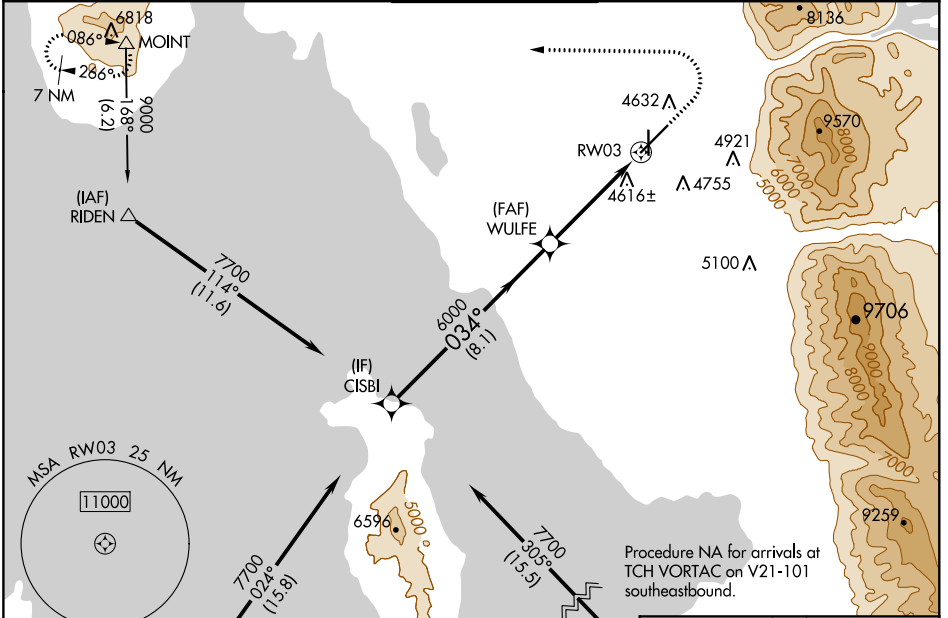 6818
086°
MOINT
286°
7 NM
9000
168°
(6.2)
(IAF)
RIDEN
7700
114°
(11.6)
(IF)
CISBI
6000
034°
(8.1)
(FAF)
WULFE
RW03
4632
4616±
4755
4921
5100
8136
9570
8000
7000
6000
5000
9706
9000
8000
7000
9259
MSA RW03 25 NM
11000
6596
5000
7700
024°
(15.8)
7700
305°
(15.5)
Procedure NA for arrivals at
TCH VORTAC on V21-101
southeastbound.